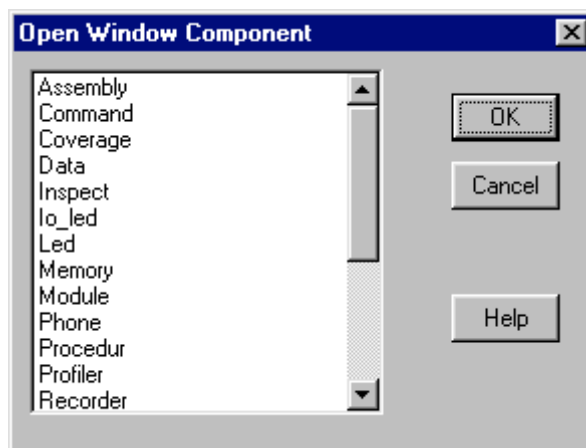 Open Window Component
Assembly
Command
Coverage
Data
Inspect
Io_led
Led
Memory
Module
Phone
Procedur
Profiler
Recorder
OK
Cancel
Help